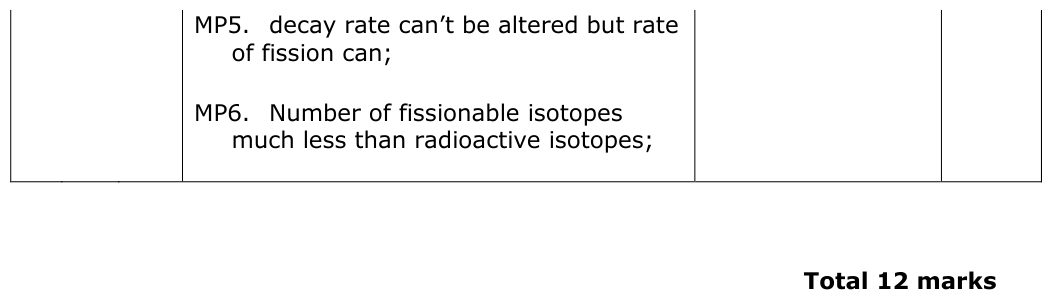 MP5. decay rate can’t be altered but rate
of fission can;
MP6. Number of fissionable isotopes
much less than radioactive isotopes;
Total 12 marks